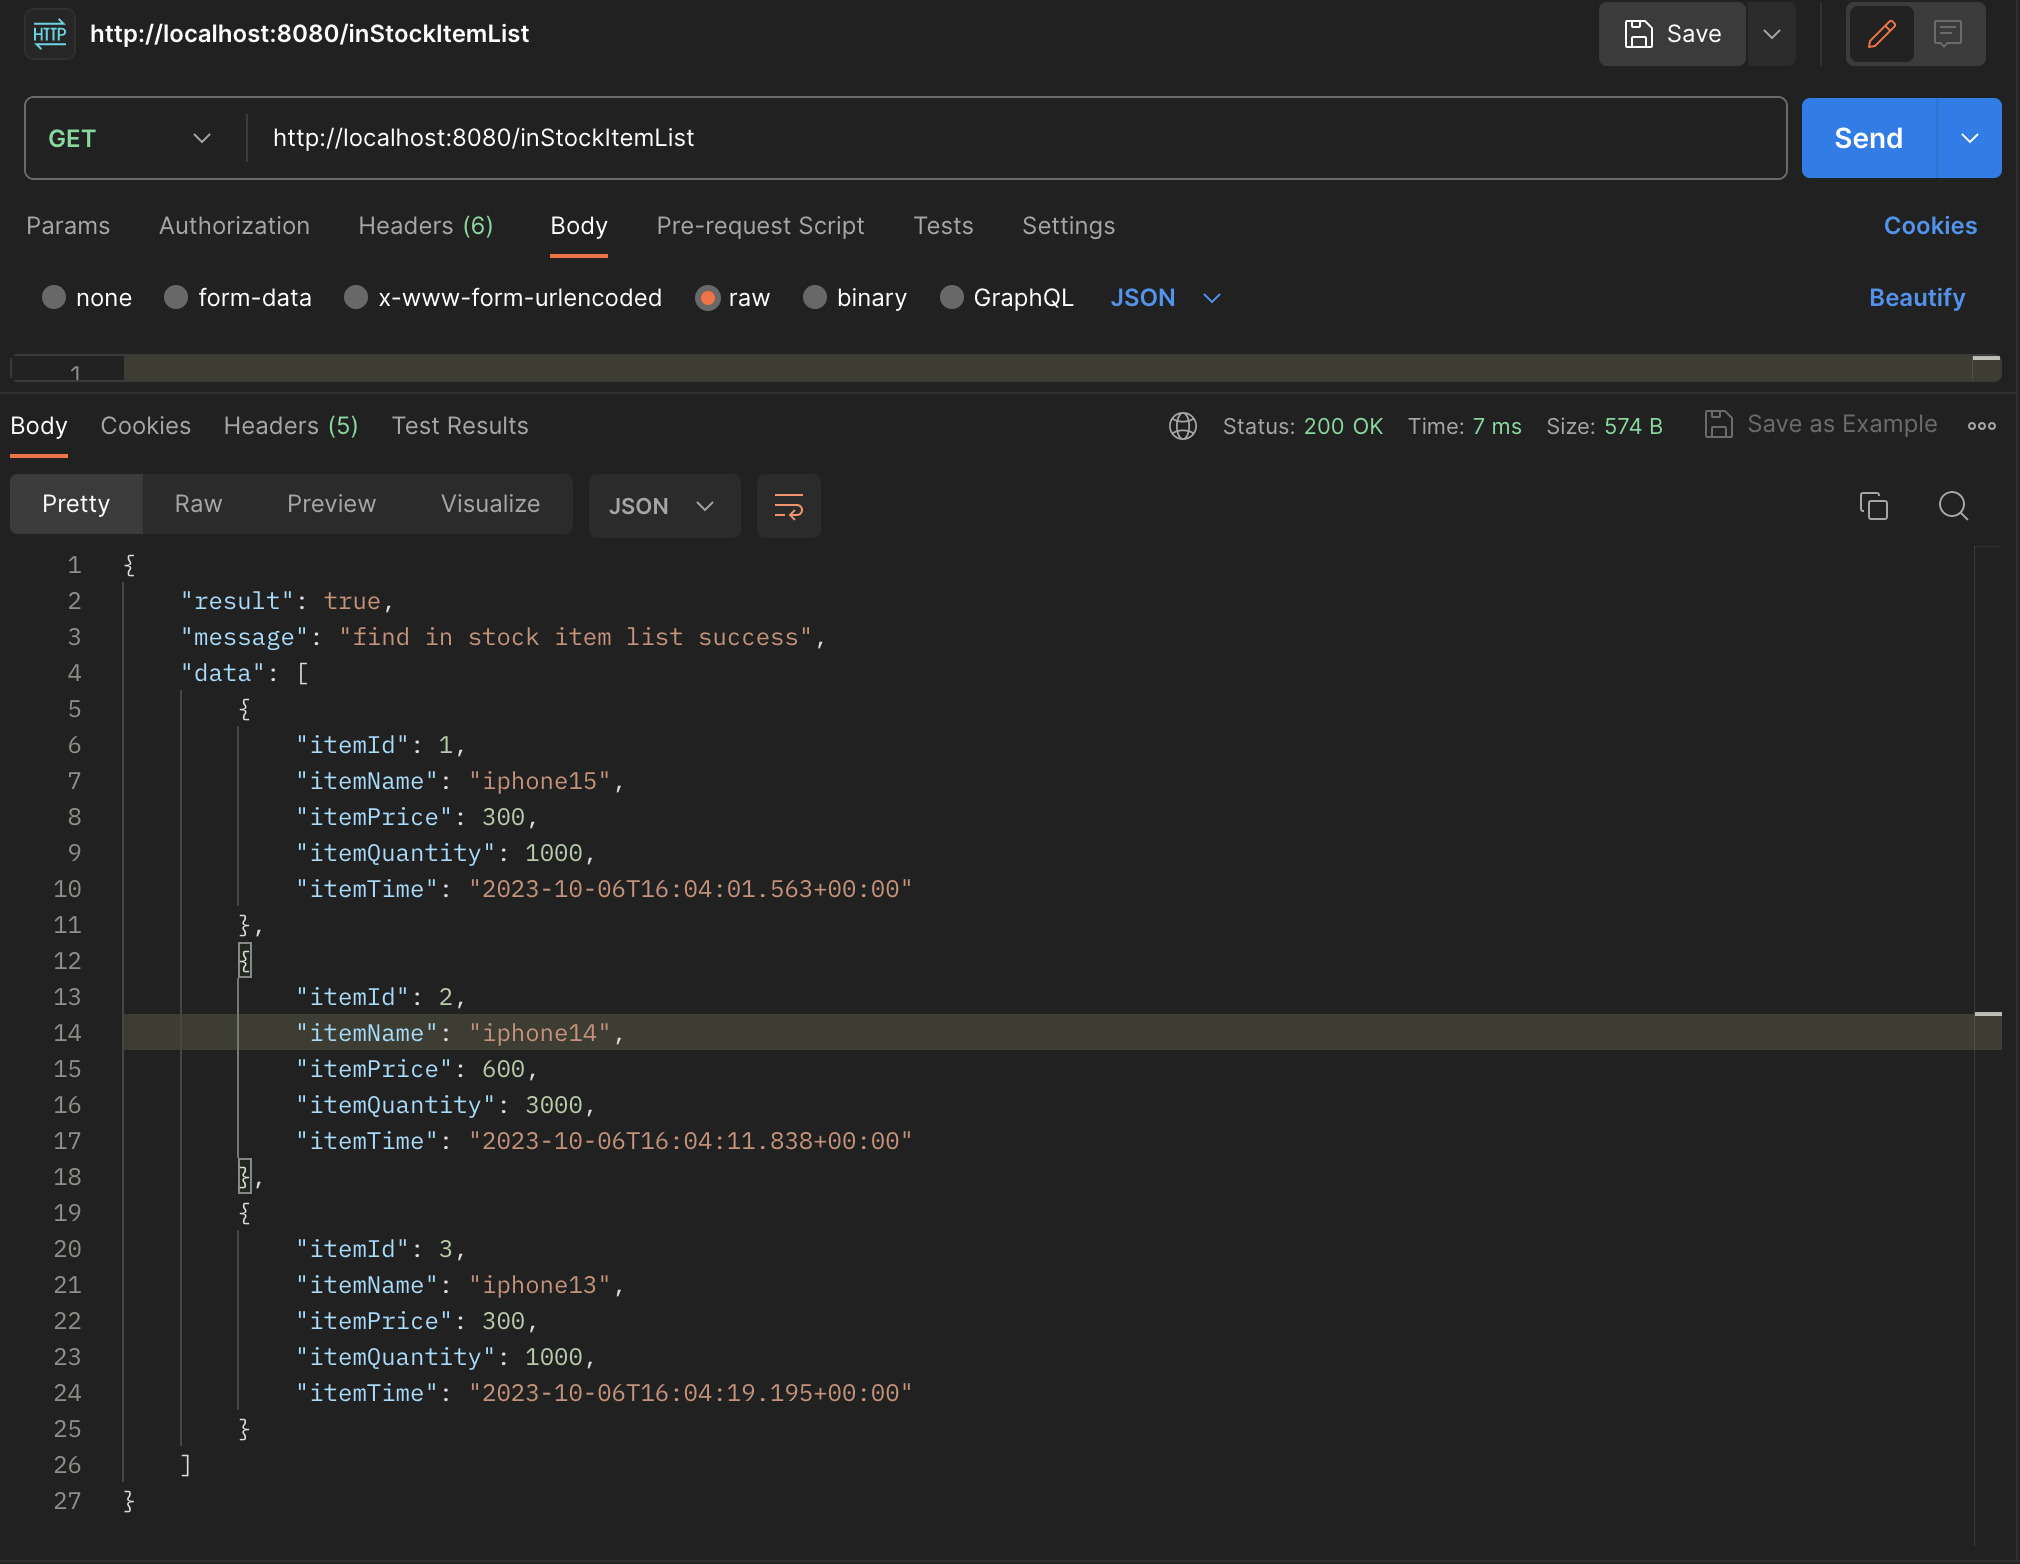 HTTP http://localhost:8080/inStockItemList Save
GET http://localhost:8080/inStockItemList Send
Params Authorization Headers (6) Body Pre-request Script Tests Settings Cookies
none form-data x-www-form-urlencoded raw binary GraphQL JSON Beautify
1
Body Cookies Headers (5) Test Results Status: 200 OK Time: 7 ms Size: 574 B Save as Example
Pretty Raw Preview Visualize JSON
1 {
2 "result": true,
3 "message": "find in stock item list success",
4 "data": [
5 {
6 "itemId": 1,
7 "itemName": "iphone15",
8 "itemPrice": 300,
9 "itemQuantity": 1000,
10 "itemTime": "2023-10-06T16:04:01.563+00:00"
11 },
12 {
13 "itemId": 2,
14 "itemName": "iphone14",
15 "itemPrice": 600,
16 "itemQuantity": 3000,
17 "itemTime": "2023-10-06T16:04:11.838+00:00"
18 },
19 {
20 "itemId": 3,
21 "itemName": "iphone13",
22 "itemPrice": 300,
23 "itemQuantity": 1000,
24 "itemTime": "2023-10-06T16:04:19.195+00:00"
25 }
26 ]
27 }